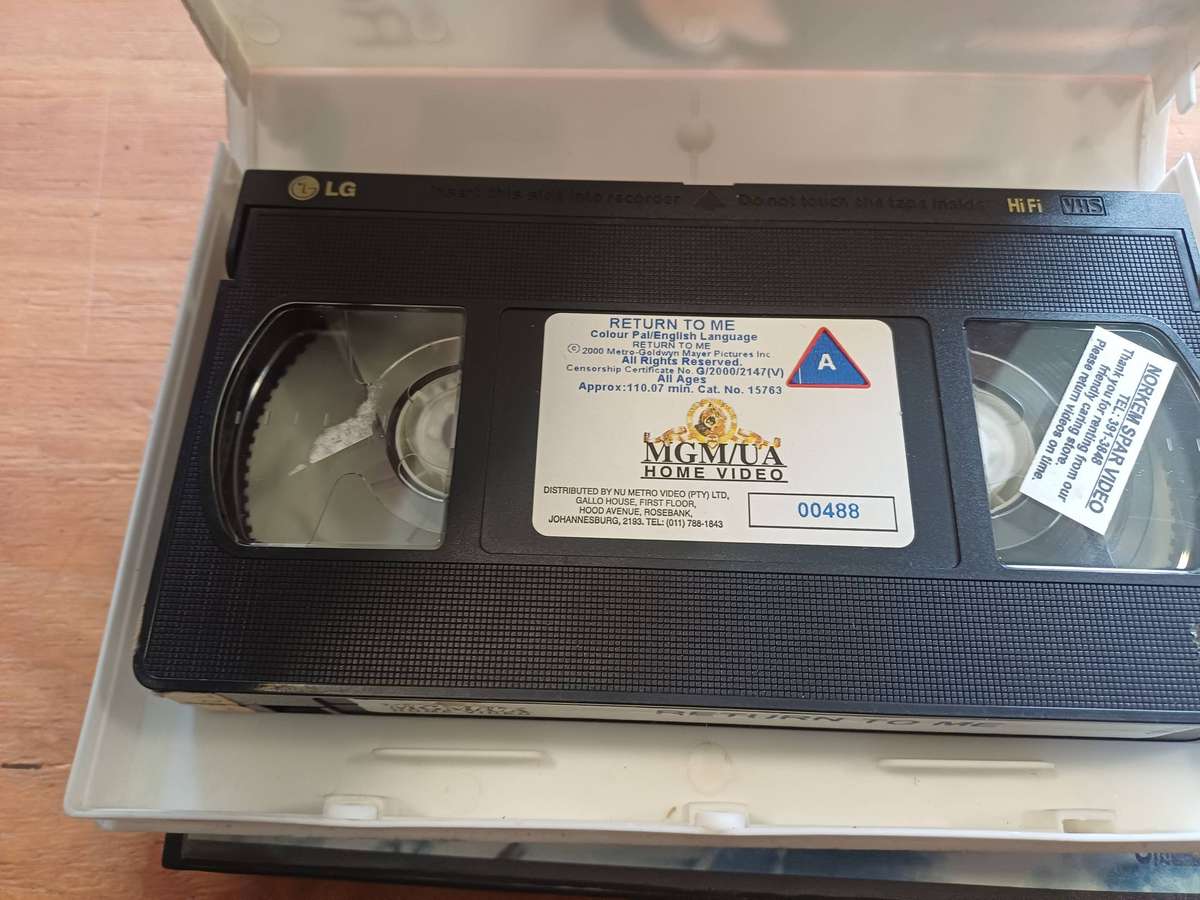 LG
Insert this side into recorder
Do not touch the tape inside
HiFi VHS
RETURN TO ME
Colour Pal/English Language
RETURN TO ME
© 2000 Metro-Goldwyn Mayer Pictures Inc
All Rights Reserved.
Censorship Certificate No. G/2000/2147(V)
All Ages
Approx:110.07 min. Cat. No. 15763
A
MGM/UA
HOME VIDEO
DISTRIBUTED BY NU METRO VIDEO (PTY) LTD,
GALLO HOUSE, FIRST FLOOR,
HOOD AVENUE, ROSEBANK,
JOHANNESBURG, 2193. TEL: (011) 788-1843
00488
NORKEM SPAR VIDEO
TEL: 391-3848
Thank you for renting from our
friendly caring store.
Please return videos on time.
RETURN TO ME